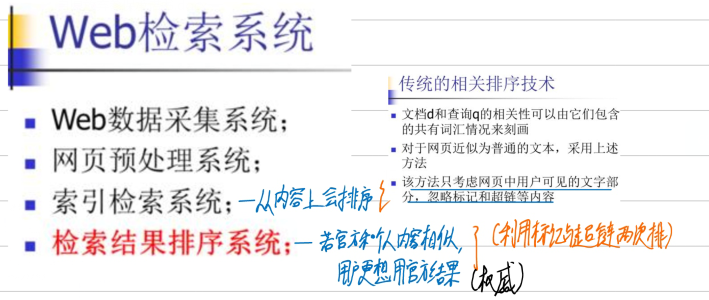 Web检索系统
Web数据采集系统;
网页预处理系统;
索引检索系统;—从内容上会排序
检索结果排序系统;—若官方和个人内容相似,
用户更想用官方结果
(权威)
(利用标记与超链两次排)
传统的相关排序技术
文档d和查询q的相关性可以由它们包含
的共有词汇情况来刻画
对于网页近似为普通的文本,采用上述
方法
该方法只考虑网页中用户可见的文字部
分,忽略标记和超链等内容